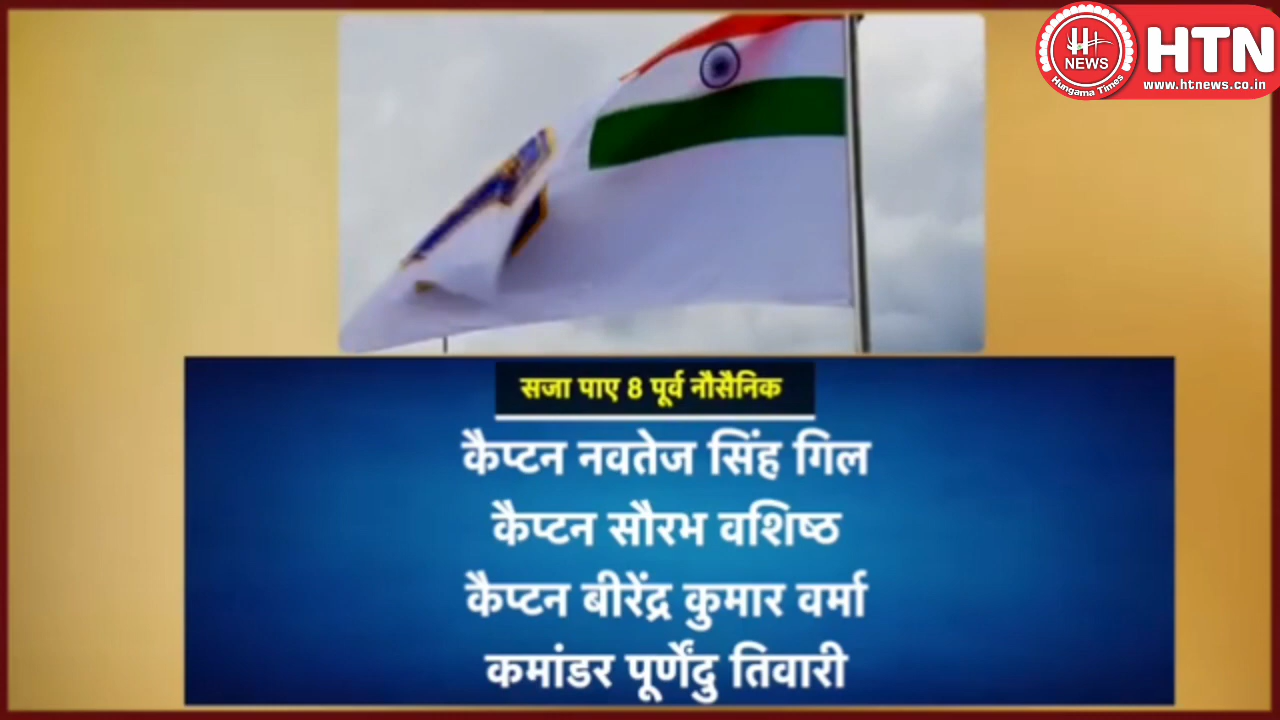 H
NEWS
Hungama Times
HTN
www.htnews.co.in
सजा पाए 8 पूर्व नौसैनिक
कैप्टन नवतेज सिंह गिल
कैप्टन सौरभ वशिष्ठ
कैप्टन बीरेंद्र कुमार वर्मा
कमांडर पूर्णेंदु तिवारी